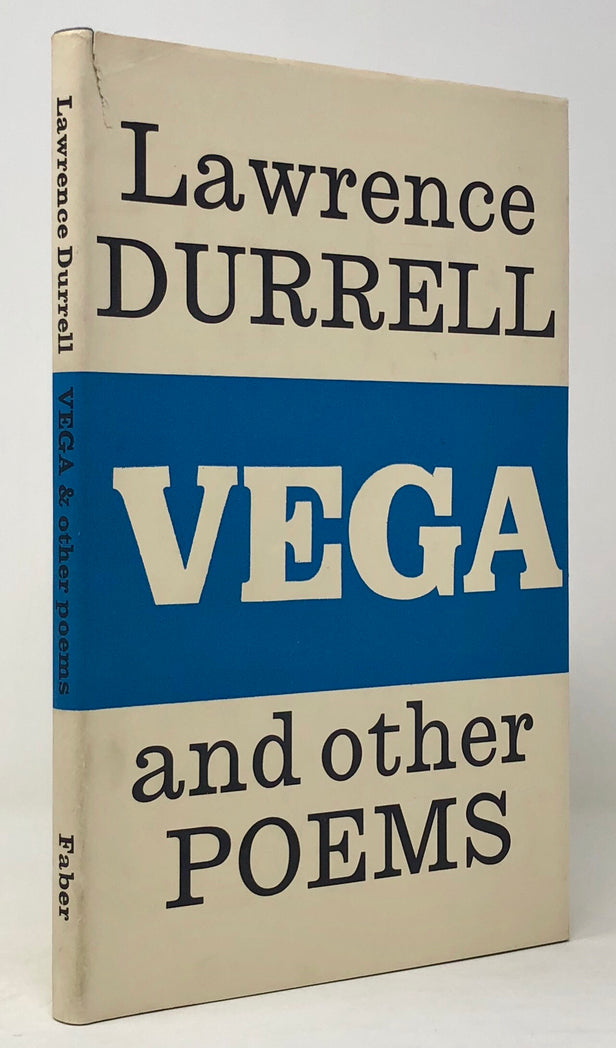 Lawrence
DURRELL
VEGA
and other
POEMS
Lawrence Durrell VEGA & other poems Faber